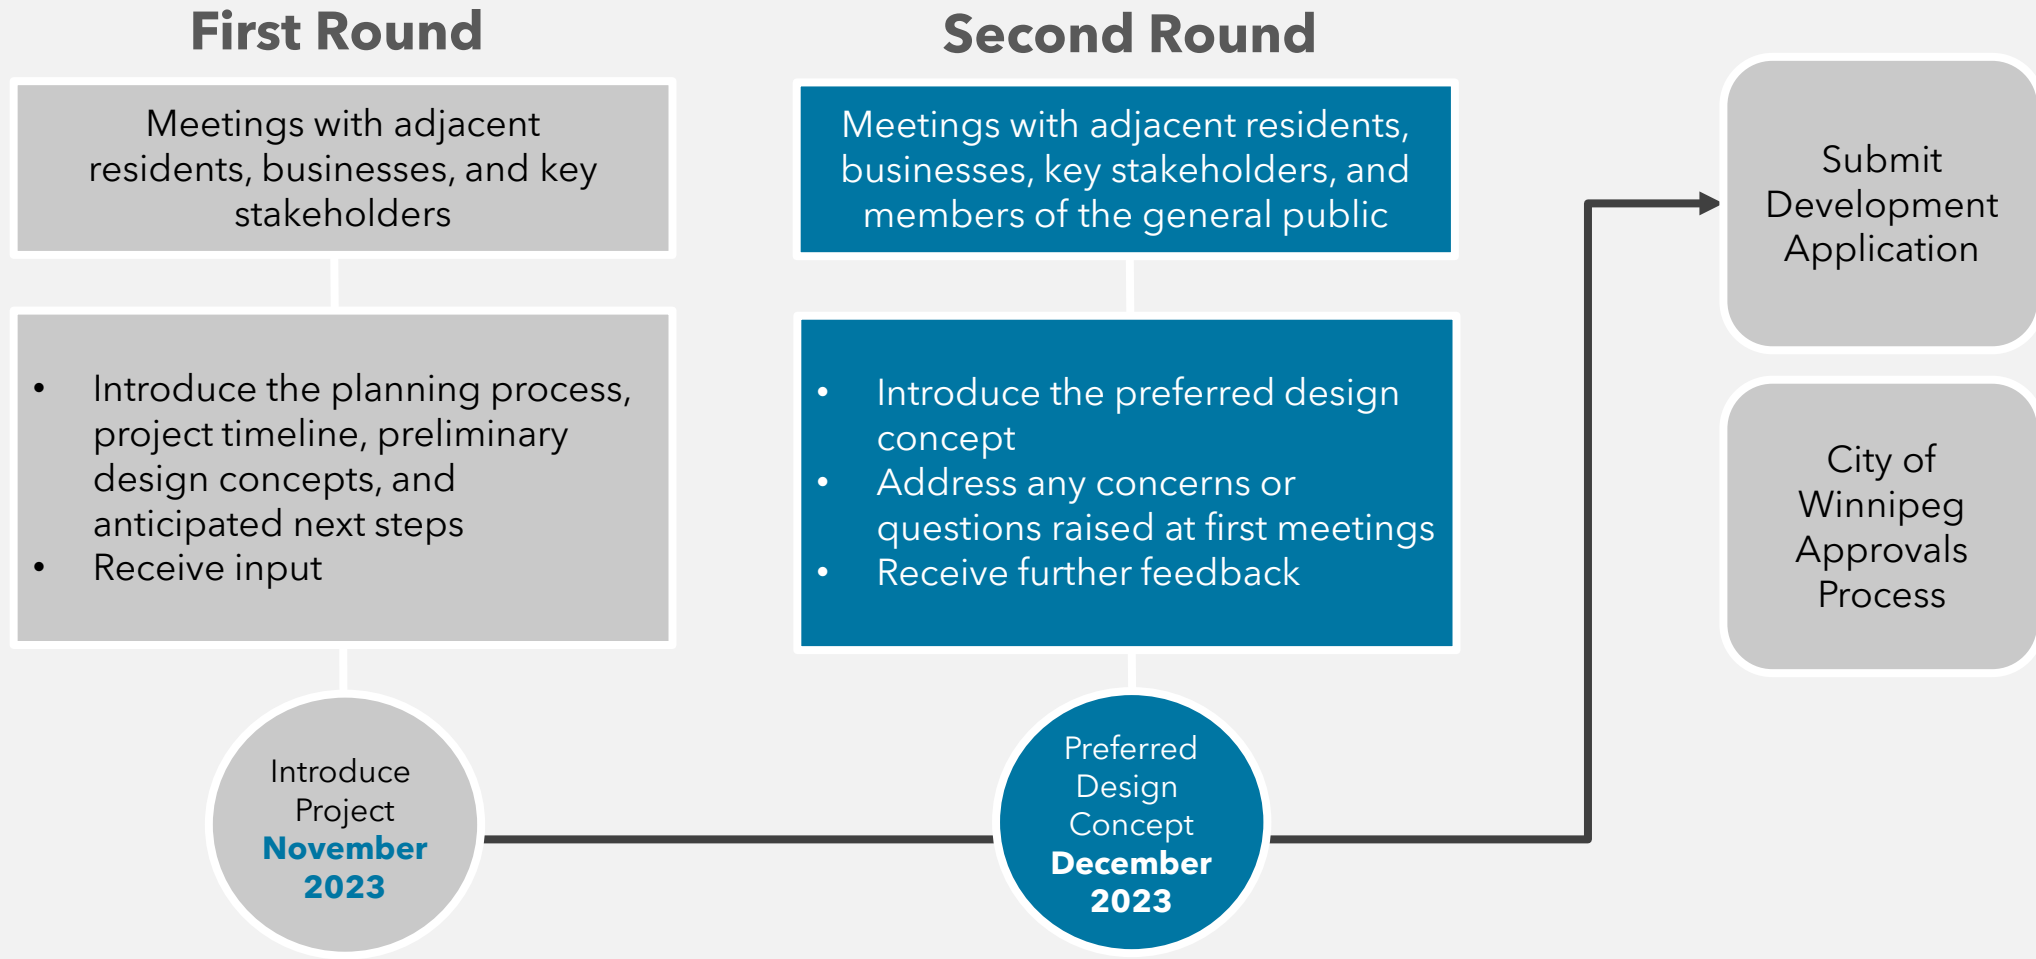 First Round
Meetings with adjacent
residents, businesses, and key
stakeholders
• Introduce the planning process,
project timeline, preliminary
design concepts, and
anticipated next steps
• Receive input
Introduce
Project
November
2023
Second Round
Meetings with adjacent residents,
businesses, key stakeholders, and
members of the general public
• Introduce the preferred design
concept
• Address any concerns or
questions raised at first meetings
• Receive further feedback
Preferred
Design
Concept
December
2023
Submit
Development
Application
City of
Winnipeg
Approvals
Process